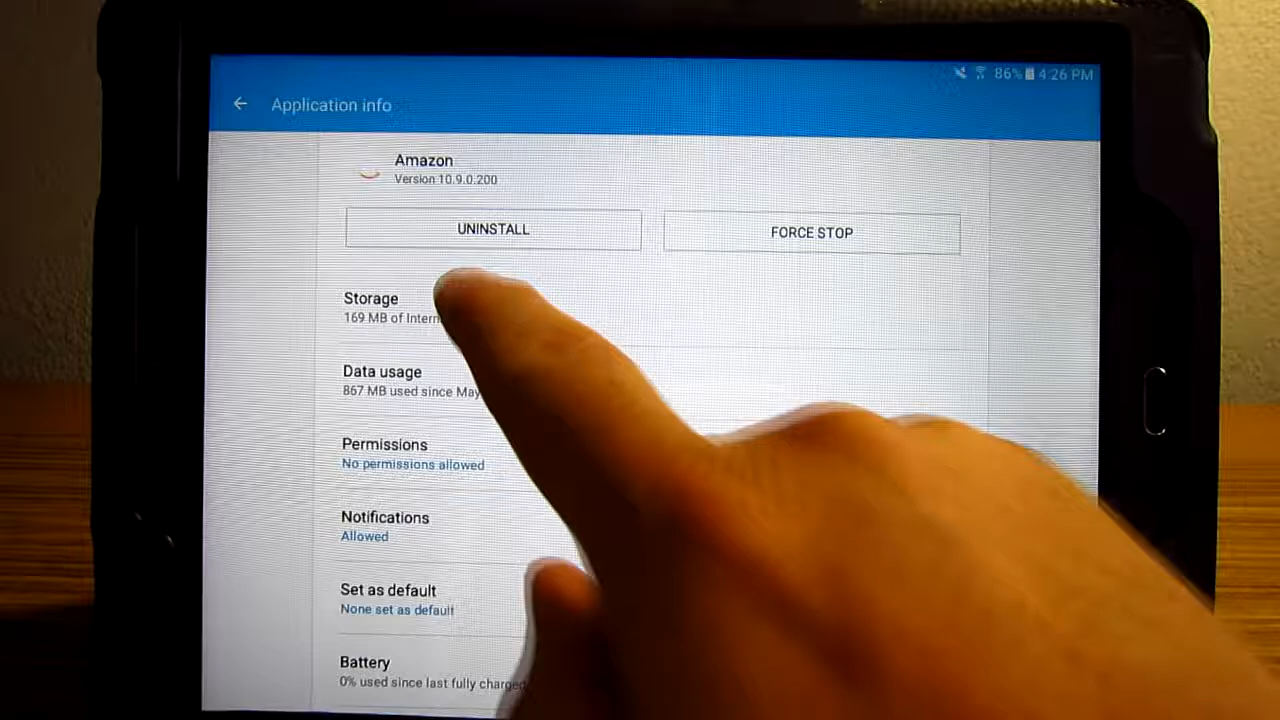 86% 4:26 PM
Application info
Amazon
Version 10.9.0.200
UNINSTALL
FORCE STOP
Storage
169 MB of Intern
Data usage
867 MB used since May
Permissions
No permissions allowed
Notifications
Allowed
Set as default
None set as default
Battery
0% used since last fully charged